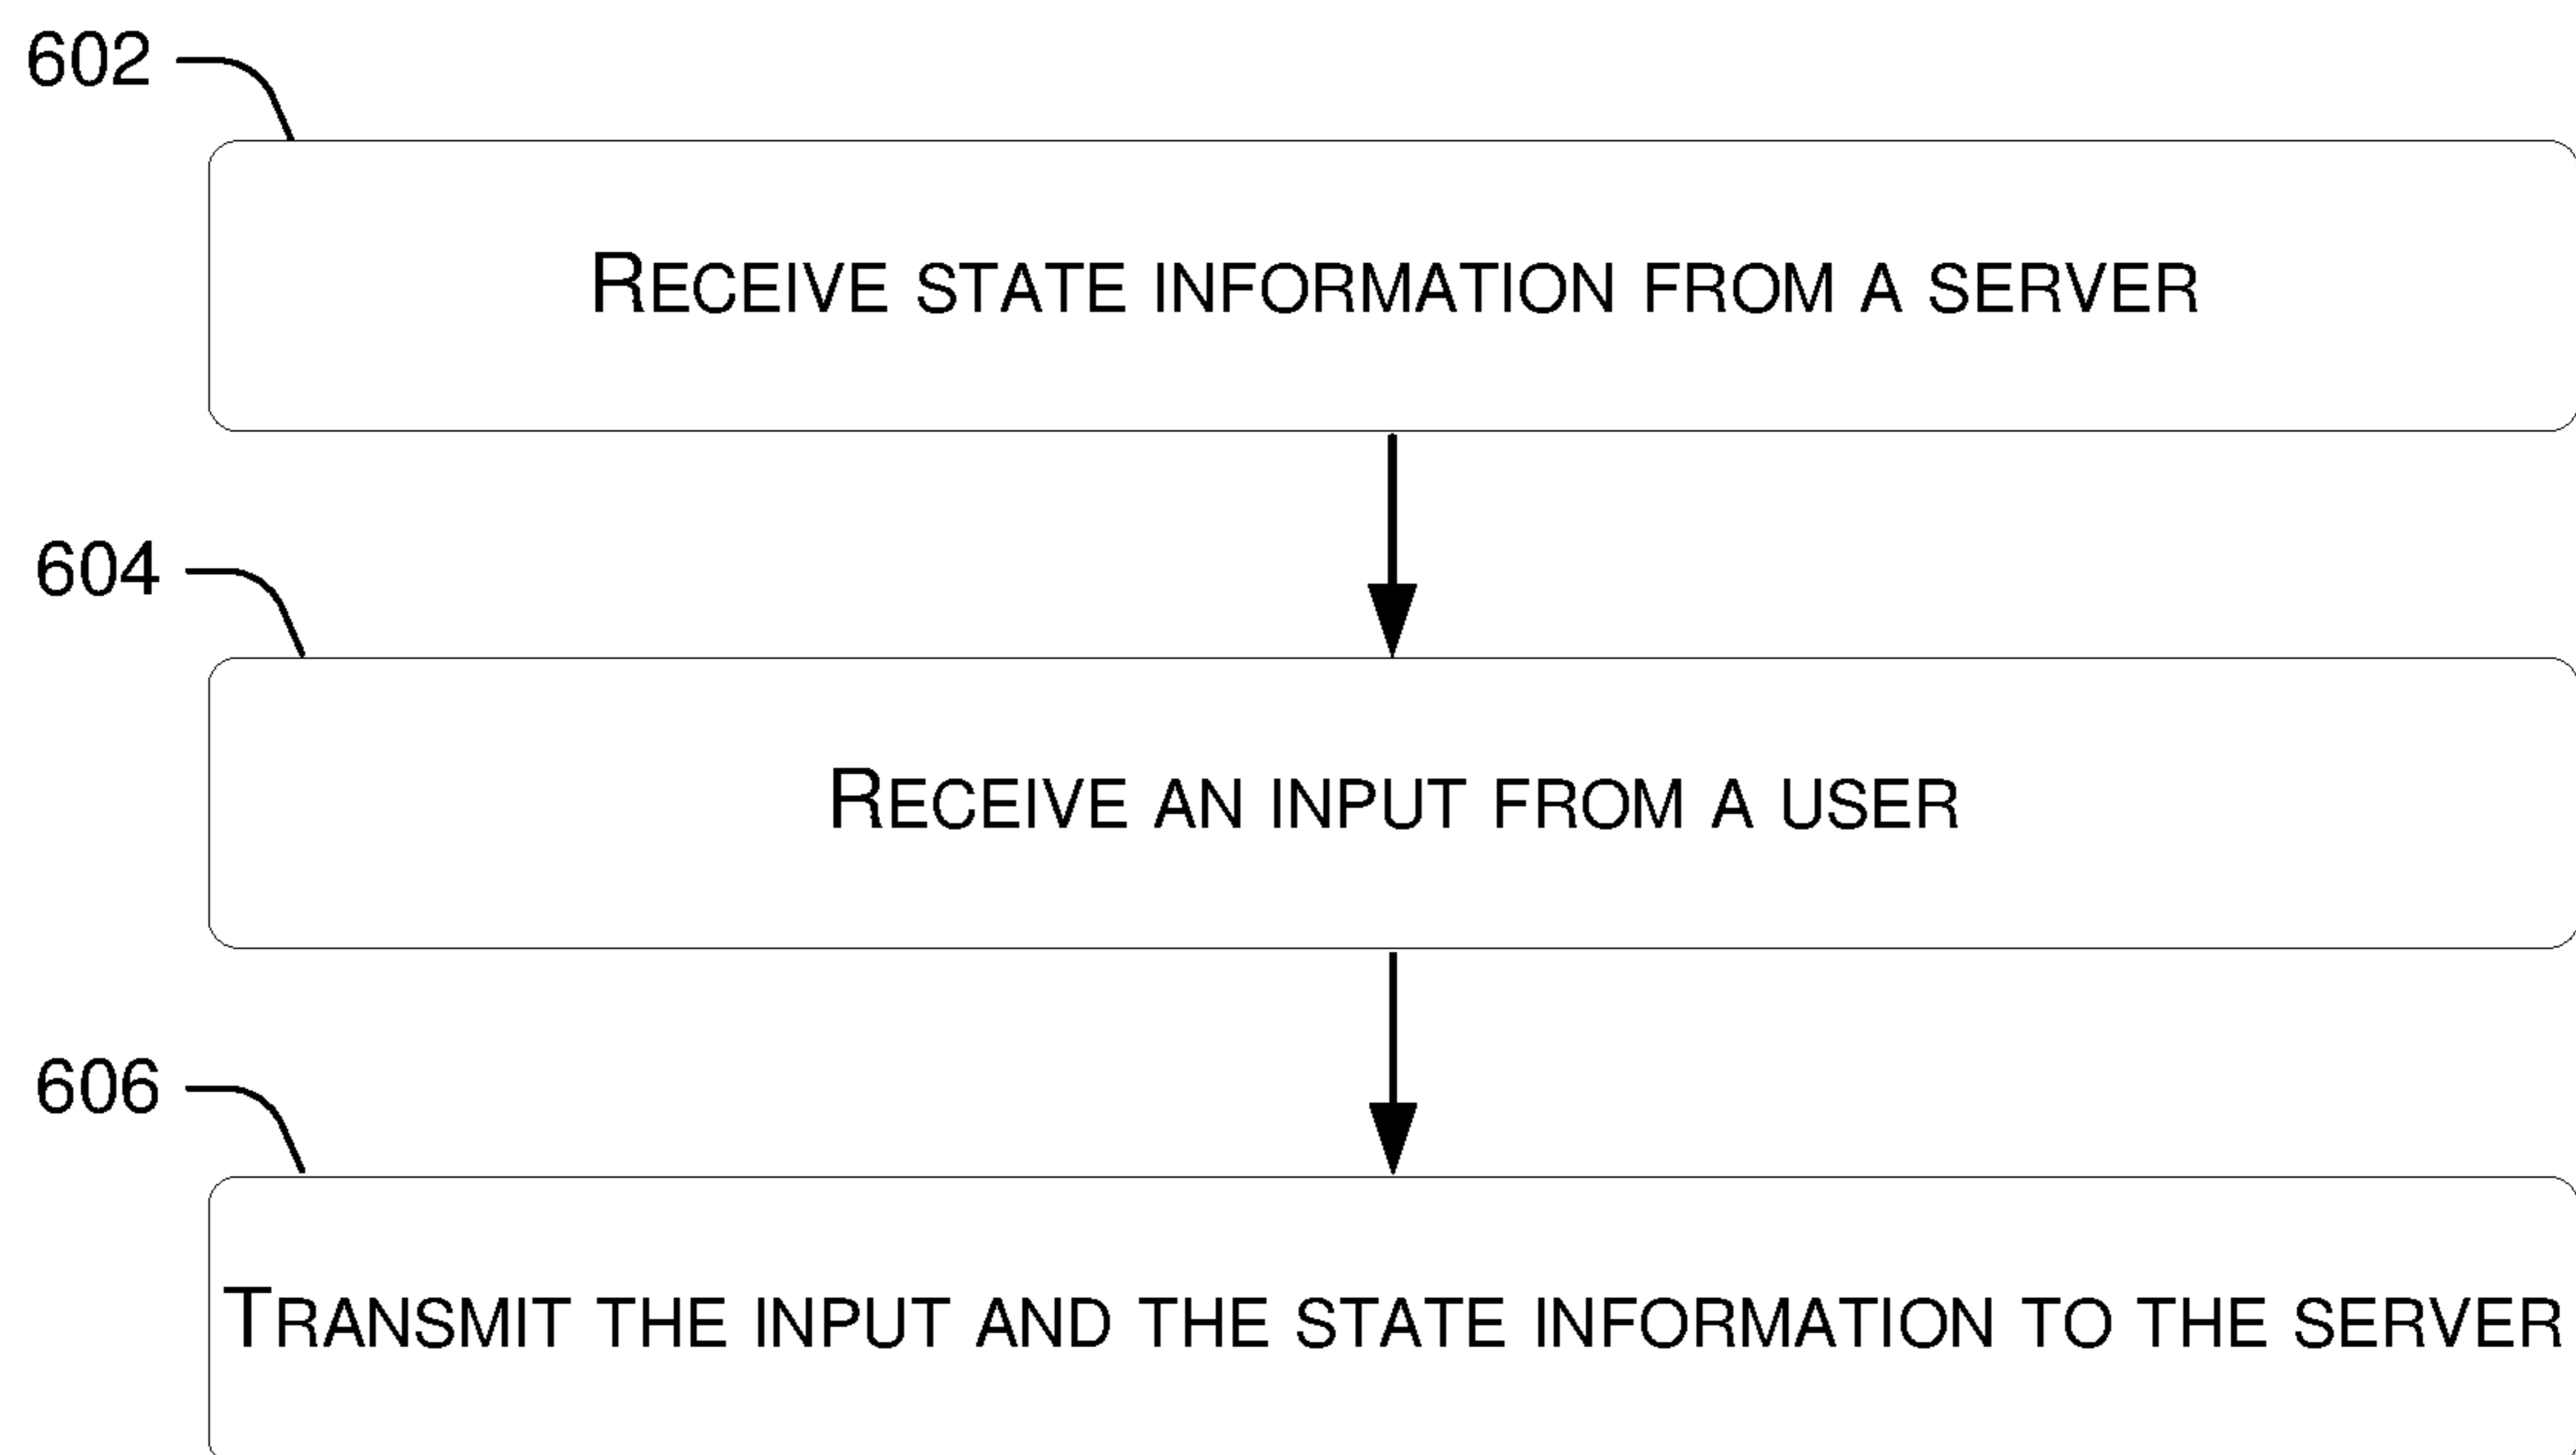 602
RECEIVE STATE INFORMATION FROM A SERVER
604
RECEIVE AN INPUT FROM A USER
606
TRANSMIT THE INPUT AND THE STATE INFORMATION TO THE SERVER